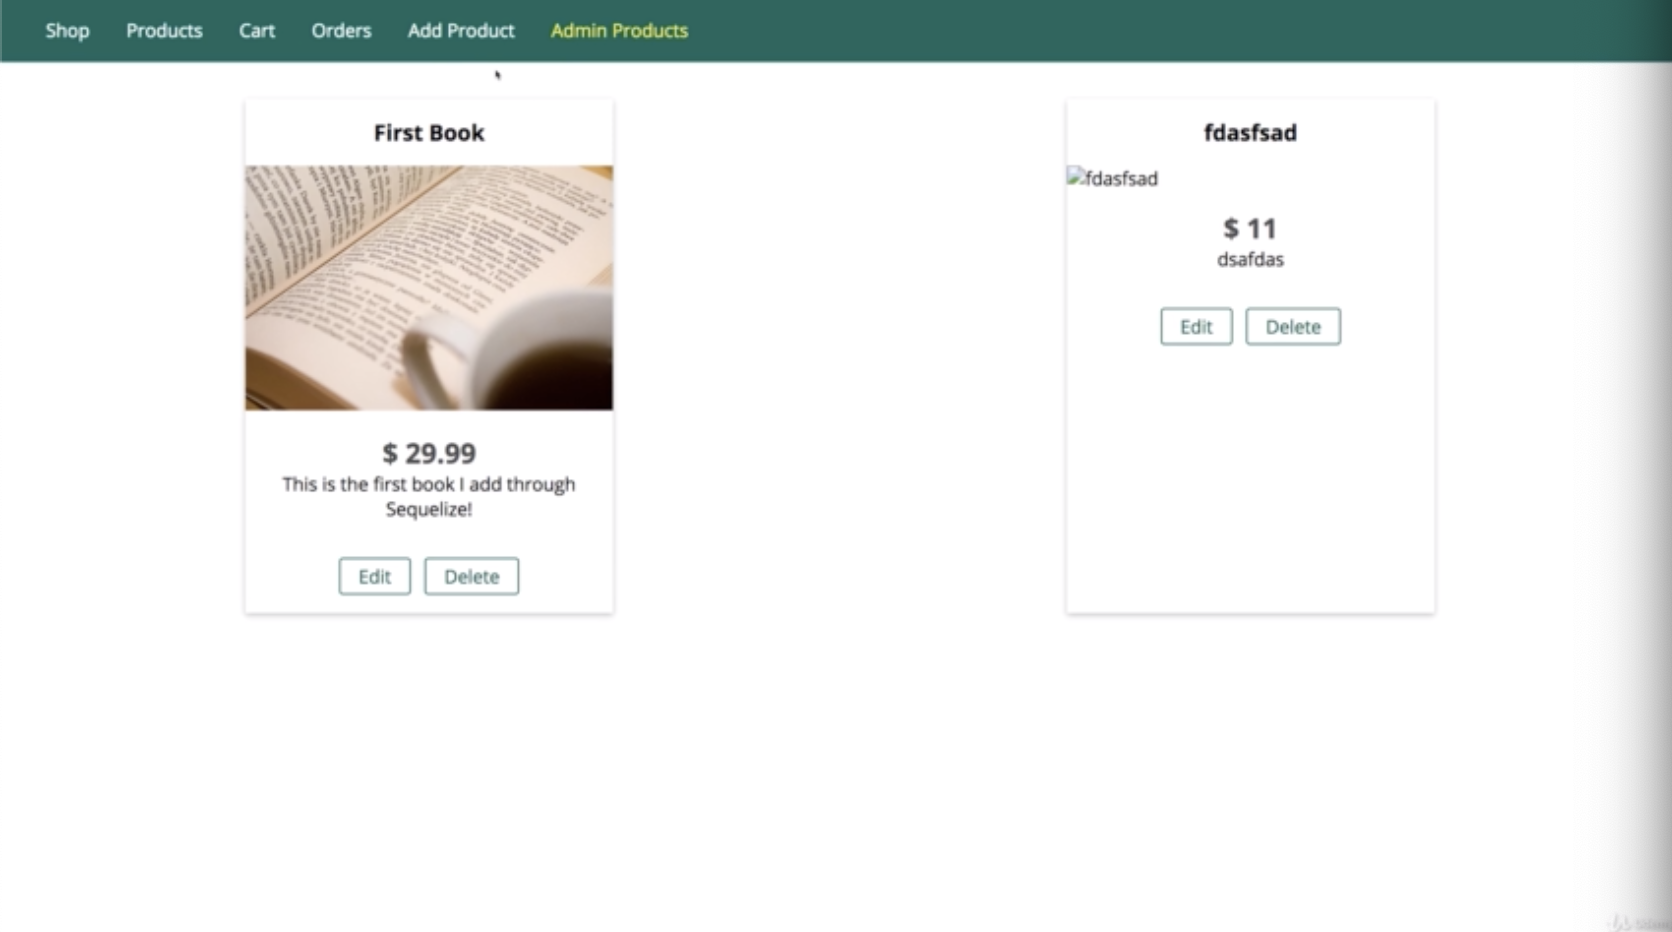 Shop Products Cart Orders Add Product Admin Products
First Book
$ 29.99
This is the first book I add through
Sequelize!
Edit Delete
fdasfsad
fdasfsad
$ 11
dsafdas
Edit Delete